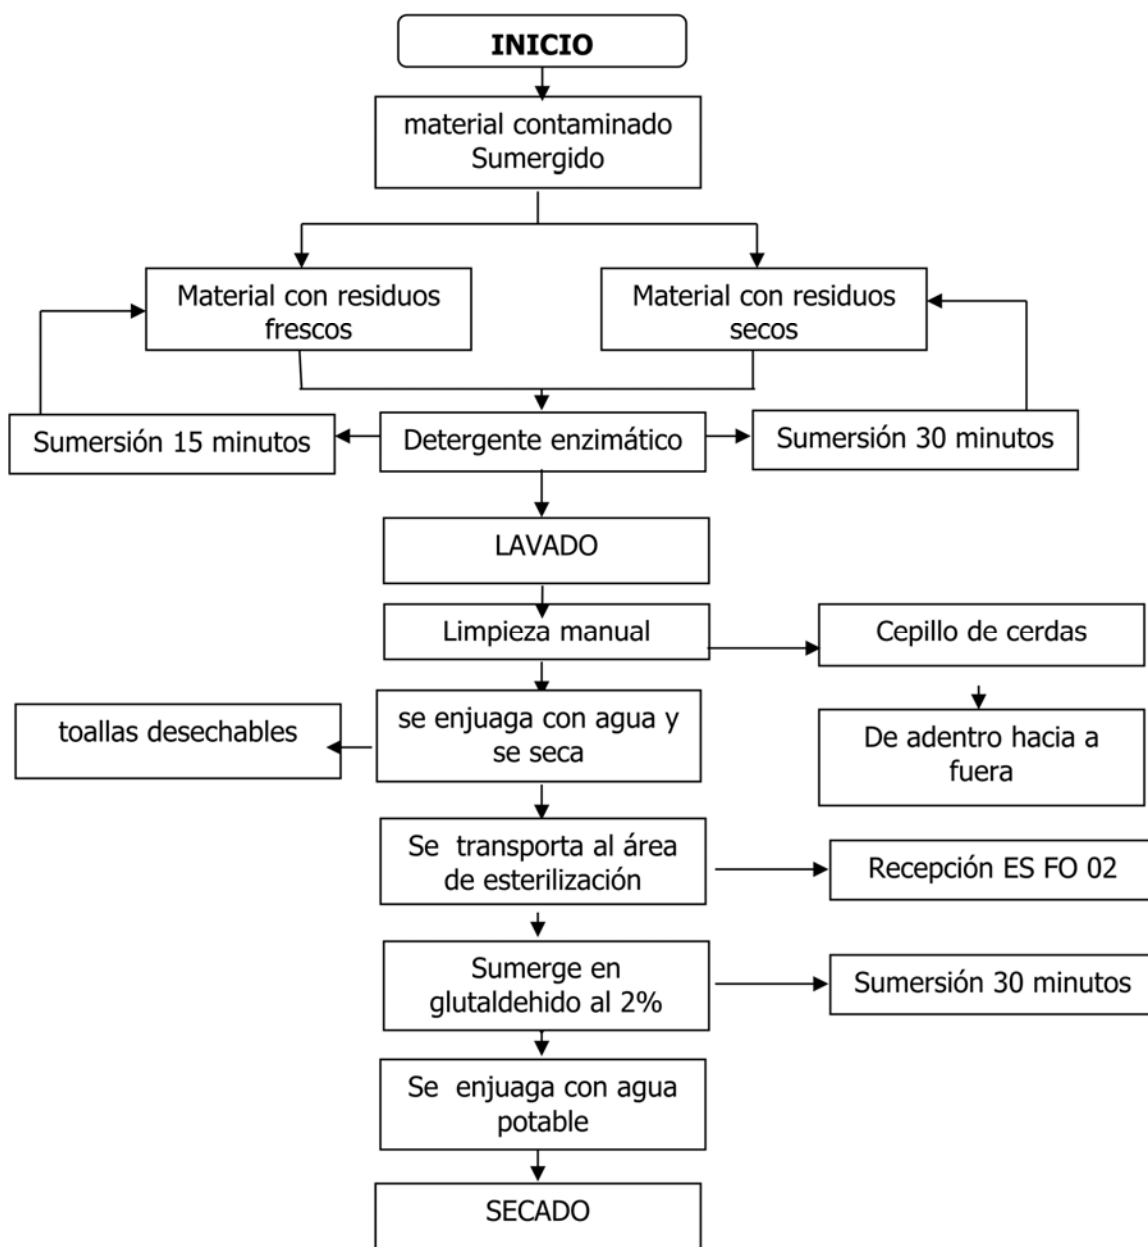 INICIO
material contaminado
Sumergido
Material con residuos
frescos
Material con residuos
secos
Sumersión 15 minutos
Detergente enzimático
Sumersión 30 minutos
LAVADO
Limpieza manual
Cepillo de cerdas
toallas desechables
se enjuaga con agua y
se seca
De adentro hacia a
fuera
Se transporta al área
de esterilización
Recepción ES FO 02
Sumerge en
glutaldehido al 2%
Sumersión 30 minutos
Se enjuaga con agua
potable
SECADO